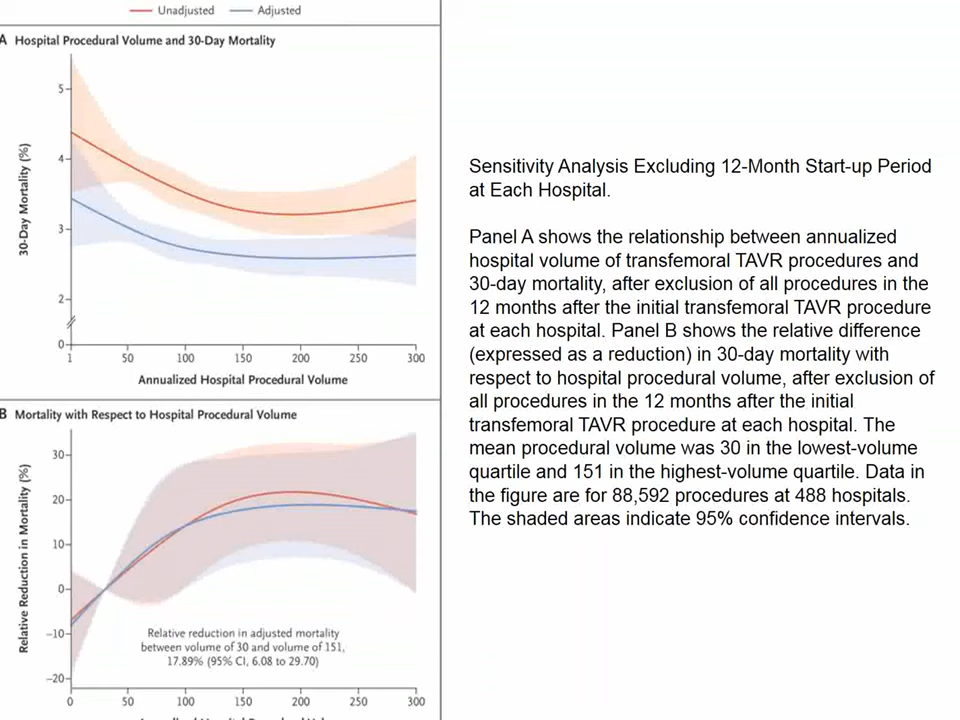 Unadjusted Adjusted
A Hospital Procedural Volume and 30-Day Mortality
30-Day Mortality (%)
5
4
3
2
0
1 50 100 150 200 250 300
Annualized Hospital Procedural Volume
B Mortality with Respect to Hospital Procedural Volume
Relative Reduction in Mortality (%)
30
20
10
0
−10
−20
Relative reduction in adjusted mortality
between volume of 30 and volume of 151,
17.89% (95% CI, 6.08 to 29.70)
0 50 100 150 200 250 300
Sensitivity Analysis Excluding 12-Month Start-up Period
at Each Hospital.
Panel A shows the relationship between annualized
hospital volume of transfemoral TAVR procedures and
30-day mortality, after exclusion of all procedures in the
12 months after the initial transfemoral TAVR procedure
at each hospital. Panel B shows the relative difference
(expressed as a reduction) in 30-day mortality with
respect to hospital procedural volume, after exclusion of
all procedures in the 12 months after the initial
transfemoral TAVR procedure at each hospital. The
mean procedural volume was 30 in the lowest-volume
quartile and 151 in the highest-volume quartile. Data in
the figure are for 88,592 procedures at 488 hospitals.
The shaded areas indicate 95% confidence intervals.